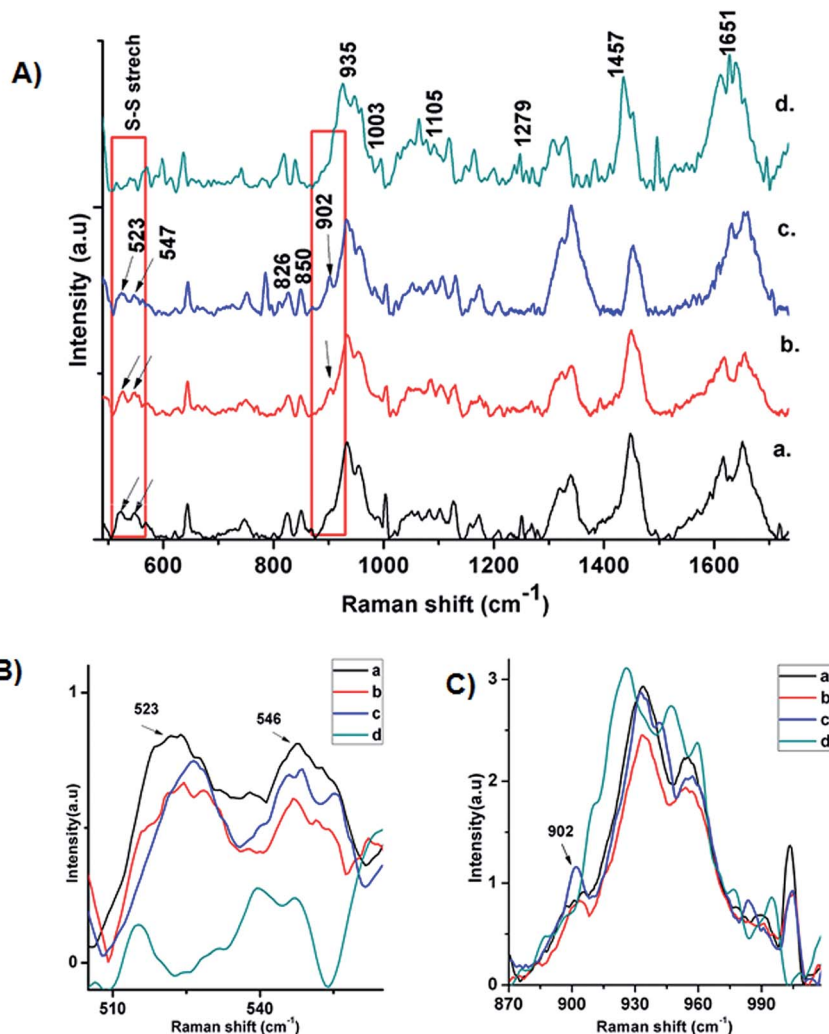 A)
S-S strech
523
547
826
850
902
935
1003
1105
1279
1457
1651
d.
c.
b.
a.
Intensity (a.u)
600 800 1000 1200 1400 1600
Raman shift (cm-1)
B)
523
546
a
b
c
d
1
0
Intensity(a.u)
510 540
Raman shift (cm-1)
C)
902
a
b
c
d
3
2
1
0
Intensity(a.u)
870 900 930 960 990
Raman shift (cm-1)